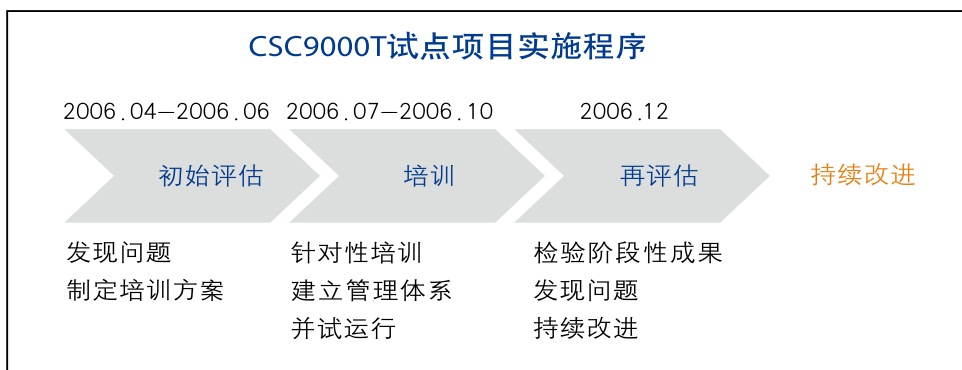 CSC9000T试点项目实施程序
2006.04—2006.06
2006.07—2006.10
2006.12
初始评估
培训
再评估
持续改进
发现问题
制定培训方案
针对性培训
建立管理体系
并试运行
检验阶段性成果
发现问题
持续改进